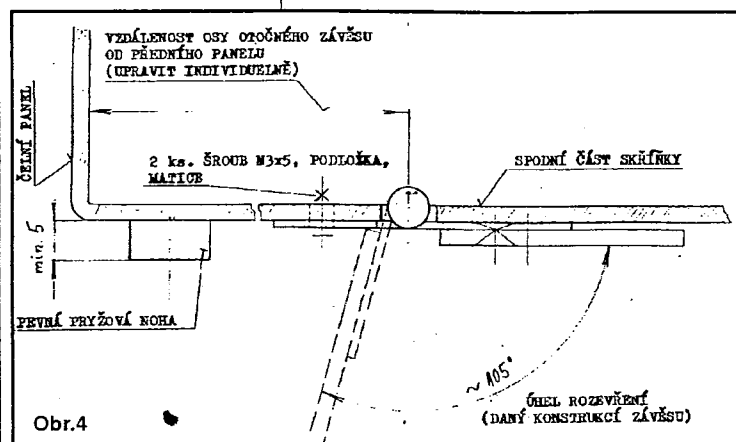 VZDÁLENOST OSY OTOČNÉHO ZÁVĚSU
OD PŘEDNÍHO PANELU
(UPRAVIT INDIVIDUELNĚ)
ČELNÍ PANEL
2 ks. ŠROUB M3x5, PODLOŽKA,
MATICE
SPODNÍ ČÁST SKŘÍŇKY
min. 5
PEVNÁ PRYŽOVÁ NOHA
~ 105°
ÚHEL ROZEVŘENÍ
(DANÝ KONSTRUKCÍ ZÁVĚSU)
Obr.4